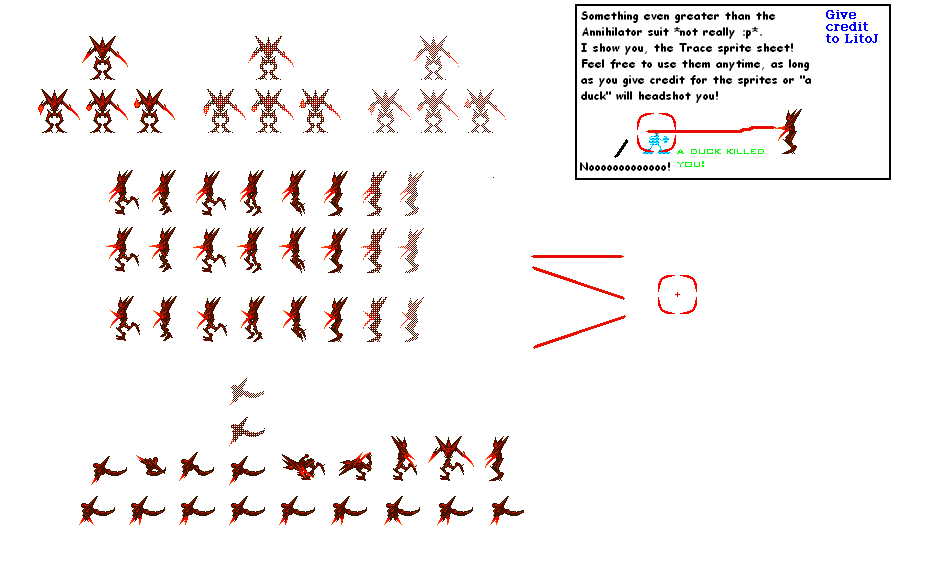 Something even greater than the
Annihilator suit *not really :p*.
I show you, the Trace sprite sheet!
Feel free to use them anytime, as long
as you give credit for the sprites or "a
duck" will headshot you!
Give
credit
to LitoJ
A DUCK KILLED
YOU!
Nooooooooooooo!